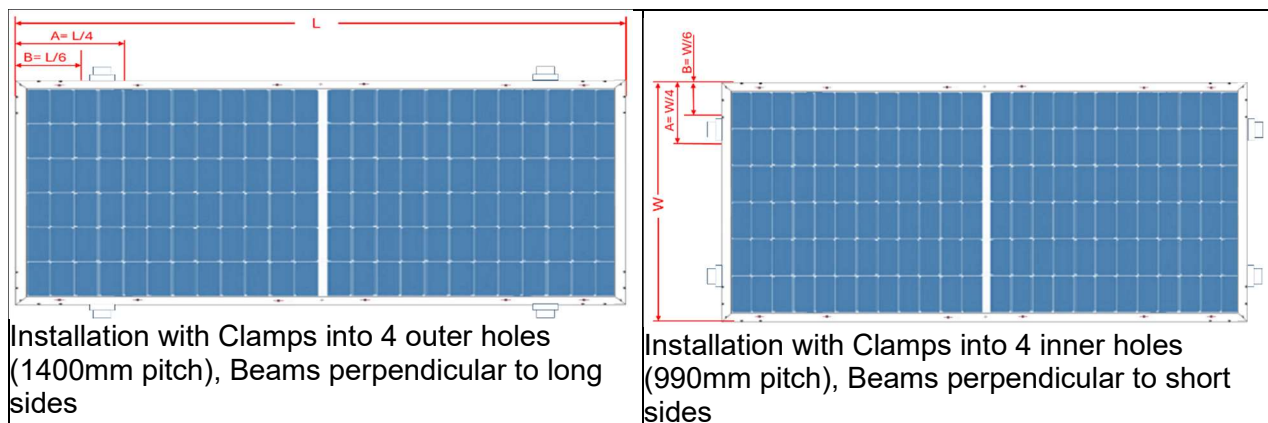 L
A= L/4
B= L/6
Installation with Clamps into 4 outer holes
(1400mm pitch), Beams perpendicular to long
sides
B= W/6
A= W/4
W
Installation with Clamps into 4 inner holes
(990mm pitch), Beams perpendicular to short
sides